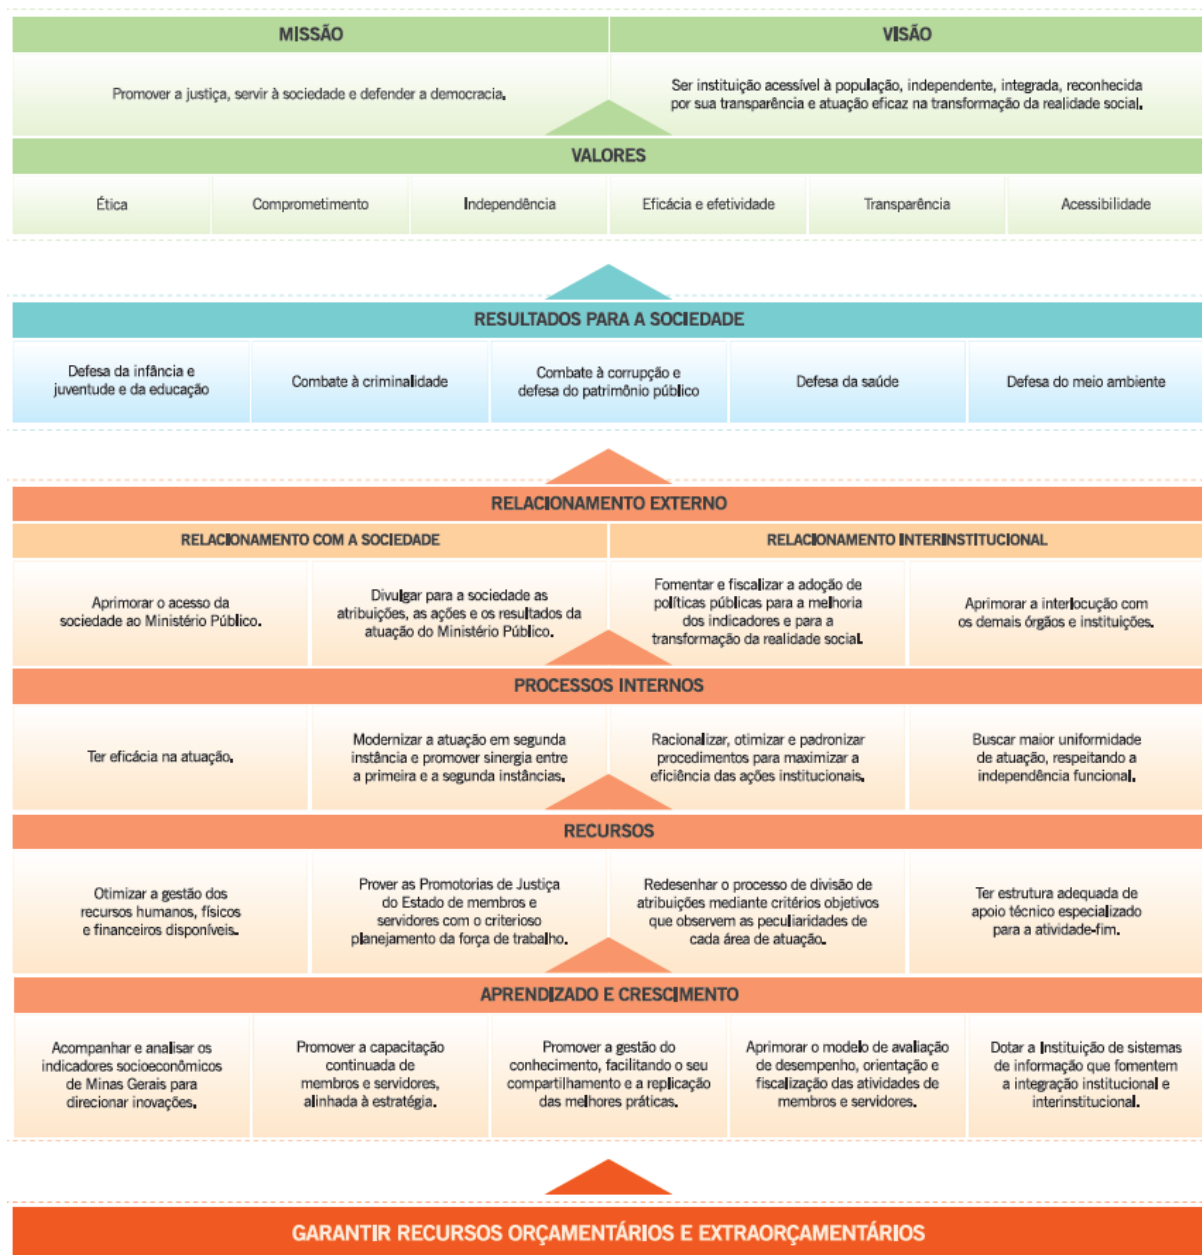 MISSÃO
VISÃO
Promover a justiça, servir à sociedade e defender a democracia.
Ser instituição acessível à população, independente, integrada, reconhecida
por sua transparência e atuação eficaz na transformação da realidade social.
VALORES
Ética
Comprometimento
Independência
Eficácia e efetividade
Transparência
Acessibilidade
RESULTADOS PARA A SOCIEDADE
Defesa da infância e
juventude e da educação
Combate à criminalidade
Combate à corrupção e
defesa do patrimônio público
Defesa da saúde
Defesa do meio ambiente
RELACIONAMENTO EXTERNO
RELACIONAMENTO COM A SOCIEDADE
RELACIONAMENTO INTERINSTITUCIONAL
Aprimorar o acesso da
sociedade ao Ministério Público.
Divulgar para a sociedade as
atribuições, as ações e os resultados da
atuação do Ministério Público.
Fomentar e fiscalizar a adoção de
políticas públicas para a melhoria
dos indicadores e para a
transformação da realidade social.
Aprimorar a interlocução com
os demais órgãos e instituições.
PROCESSOS INTERNOS
Ter eficácia na atuação.
Modernizar a atuação em segunda
instância e promover sinergia entre
a primeira e a segunda instâncias.
Racionalizar, otimizar e padronizar
procedimentos para maximizar a
eficiência das ações institucionais.
Buscar maior uniformidade
de atuação, respeitando a
independência funcional.
RECURSOS
Otimizar a gestão dos
recursos humanos, físicos
e financeiros disponíveis.
Prover as Promotorias de Justiça
do Estado de membros e
servidores com o criterioso
planejamento da força de trabalho.
Redesenhar o processo de divisão de
atribuições mediante critérios objetivos
que observem as peculiaridades de
cada área de atuação.
Ter estrutura adequada de
apoio técnico especializado
para a atividade-fim.
APRENDIZADO E CRESCIMENTO
Acompanhar e analisar os
indicadores socioeconômicos
de Minas Gerais para
direcionar inovações.
Promover a capacitação
continuada de
membros e servidores,
alinhada à estratégia.
Promover a gestão do
conhecimento, facilitando o seu
compartilhamento e a replicação
das melhores práticas.
Aprimorar o modelo de avaliação
de desempenho, orientação e
fiscalização das atividades de
membros e servidores.
Dotar a Instituição de sistemas
de informação que fomentem
a integração institucional e
interinstitucional.
GARANTIR RECURSOS ORÇAMENTÁRIOS E EXTRAORÇAMENTÁRIOS